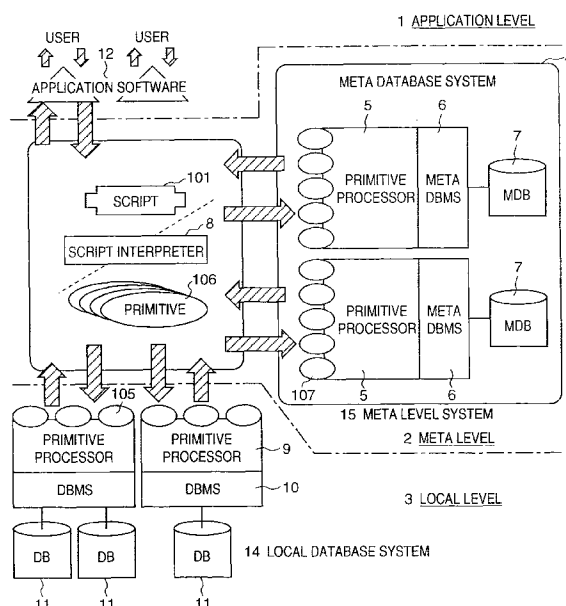 USER USER
12
APPLICATION SOFTWARE
1 APPLICATION LEVEL
META DATABASE SYSTEM
5 6
7
PRIMITIVE PROCESSOR
META DBMS
MDB
101
SCRIPT
8
SCRIPT INTERPRETER
106
PRIMITIVE
7
PRIMITIVE PROCESSOR
META DBMS
MDB
107
5 6
15 META LEVEL SYSTEM
2 META LEVEL
105
PRIMITIVE PROCESSOR
DBMS
PRIMITIVE PROCESSOR
9
DBMS
10
3 LOCAL LEVEL
DB DB DB
14 LOCAL DATABASE SYSTEM
11 11 11